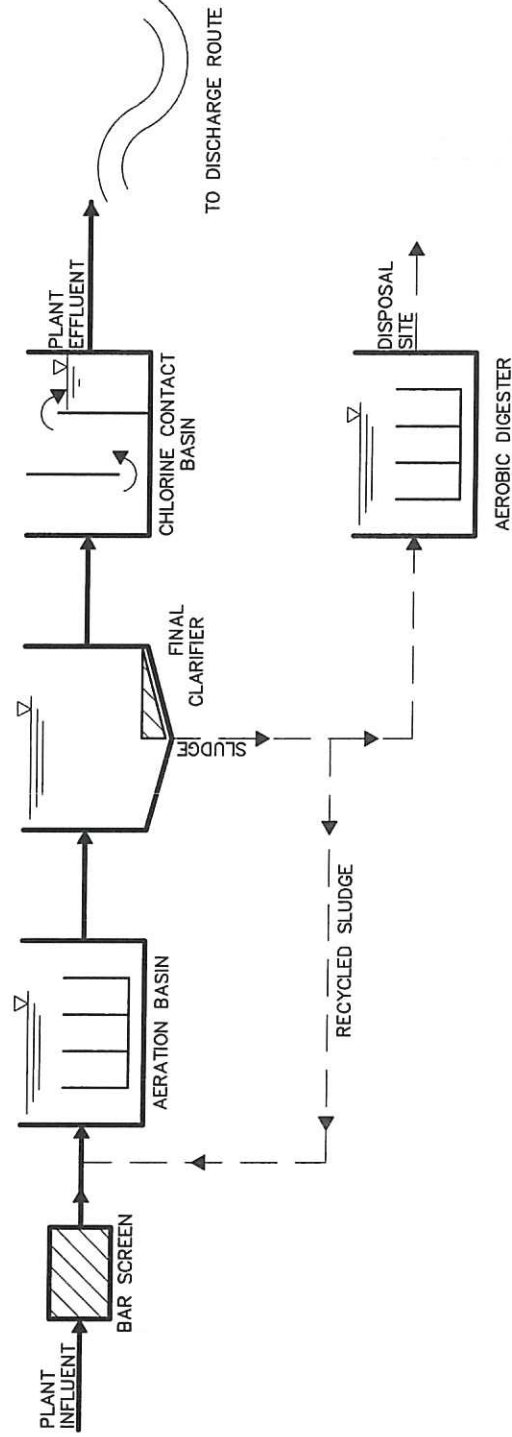 PLANT
INFLUENT
BAR SCREEN
AERATION BASIN
FINAL
CLARIFIER
SLUDGE
RECYCLED SLUDGE
CHLORINE CONTACT
BASIN
PLANT
EFFLUENT
TO DISCHARGE ROUTE
DISPOSAL
SITE
AEROBIC DIGESTER